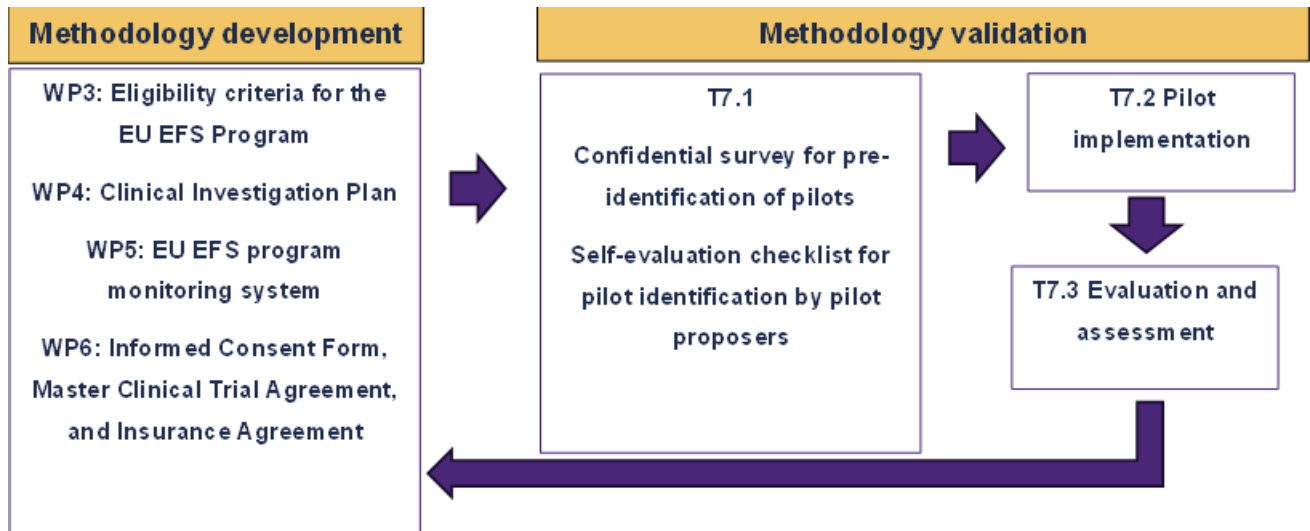 Methodology development
WP3: Eligibility criteria for the
EU EFS Program
WP4: Clinical Investigation Plan
WP5: EU EFS program
monitoring system
WP6: Informed Consent Form,
Master Clinical Trial Agreement,
and Insurance Agreement
Methodology validation
T7.1
Confidential survey for pre-
identification of pilots
Self-evaluation checklist for
pilot identification by pilot
proposers
T7.2 Pilot
implementation
T7.3 Evaluation and
assessment